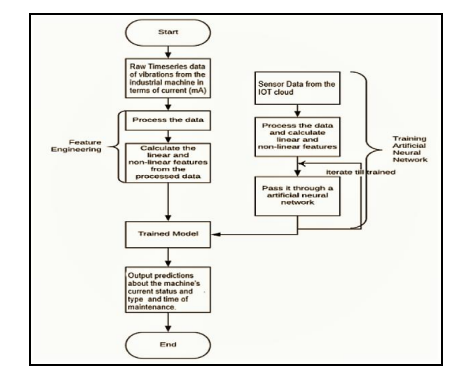 Start
Raw Timeseries data
of vibrations from the
industrial machine in
terms of current (mA)
Process the data
Feature
Engineering
Calculate the
linear and
non-linear features
from the
processed data
Sensor Data from the
IOT cloud
Process the data
and calculate
linear and
non-linear features
Training
Artificial
Neural
Network
Iterate till trained
Pass it through a
artificial neural
network
Trained Model
Output predictions
about the machine's
current status and
type and time of
maintenance.
End